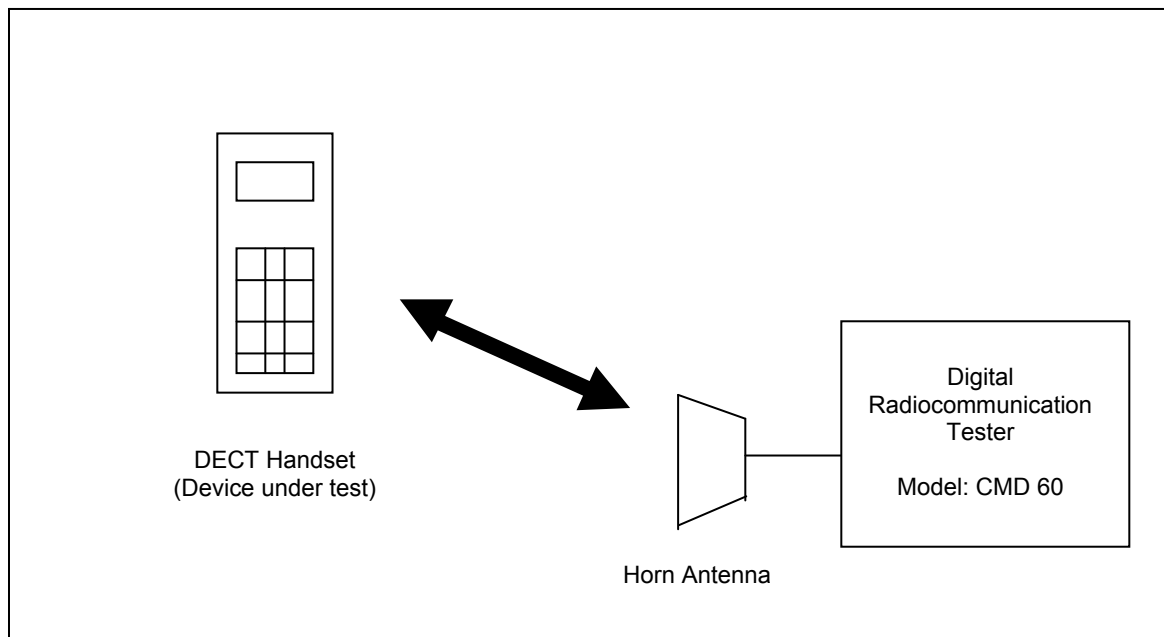 DECT Handset
(Device under test)
Horn Antenna
Digital
Radiocommunication
Tester
Model: CMD 60